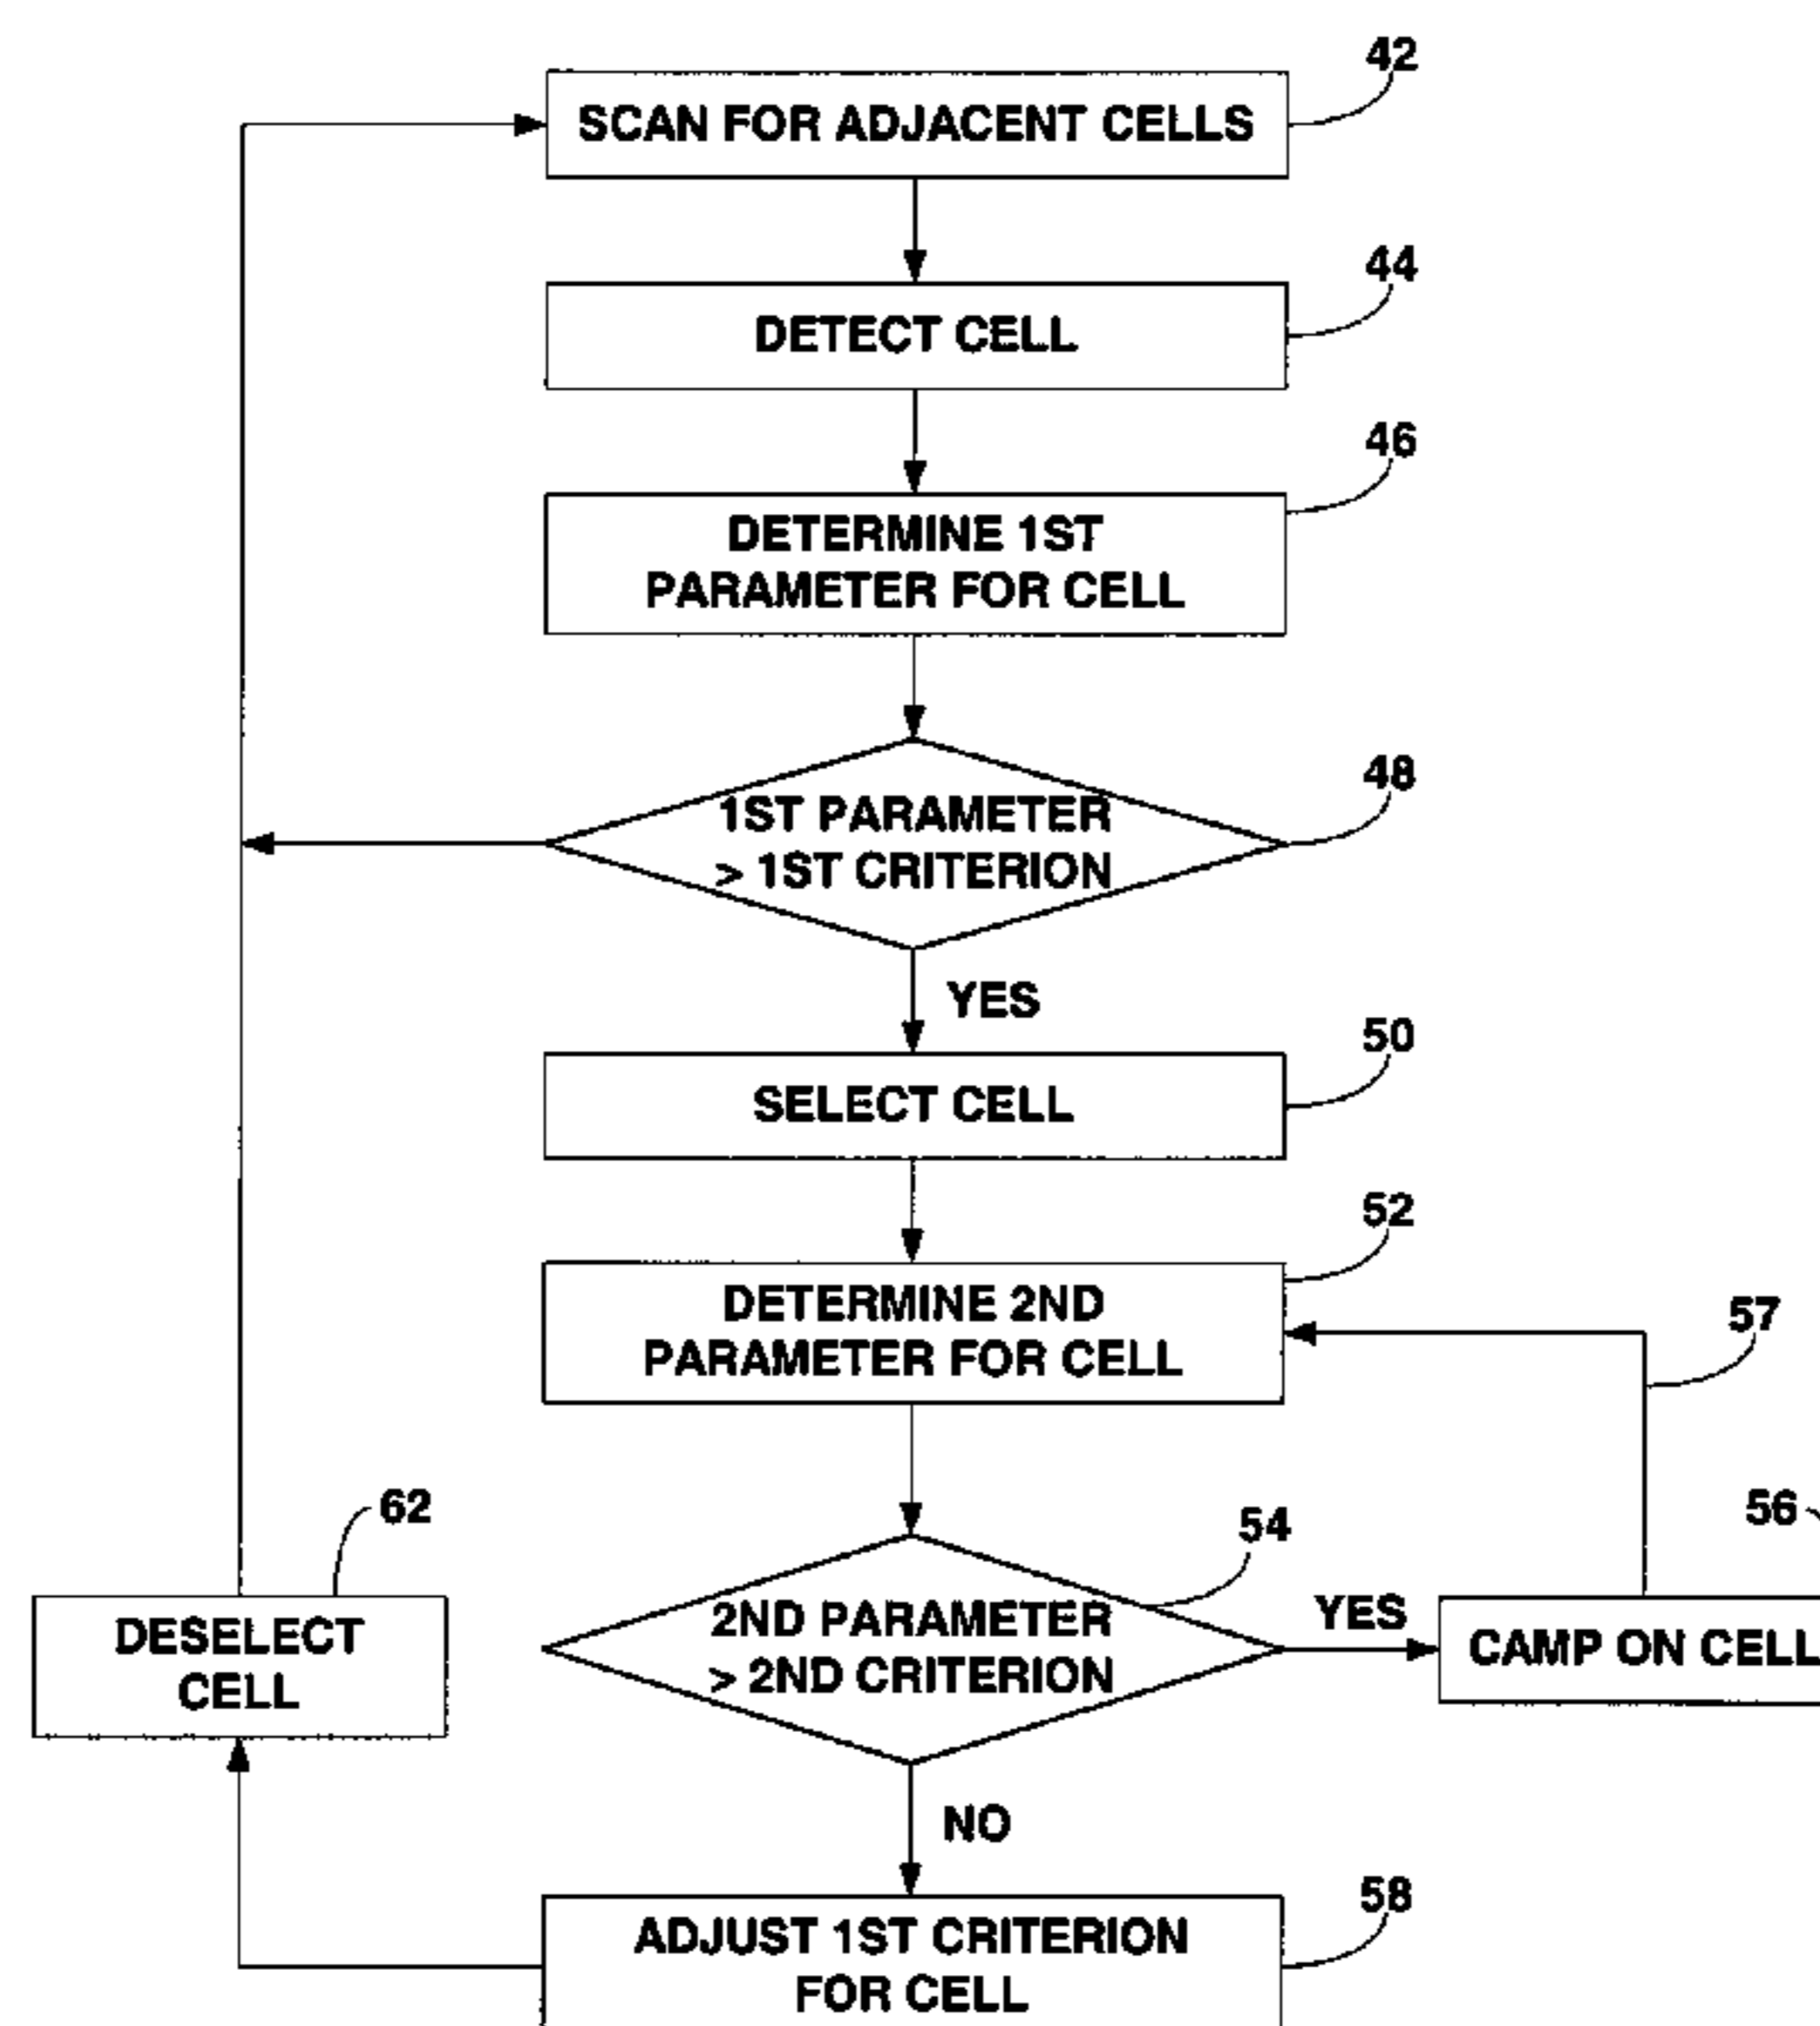 42
SCAN FOR ADJACENT CELLS
44
DETECT CELL
46
DETERMINE 1ST
PARAMETER FOR CELL
48
1ST PARAMETER
> 1ST CRITERION
YES
50
SELECT CELL
52
DETERMINE 2ND
PARAMETER FOR CELL
57
62
54
56
DESELECT
CELL
2ND PARAMETER
> 2ND CRITERION
YES
CAMP ON CELL
NO
58
ADJUST 1ST CRITERION
FOR CELL